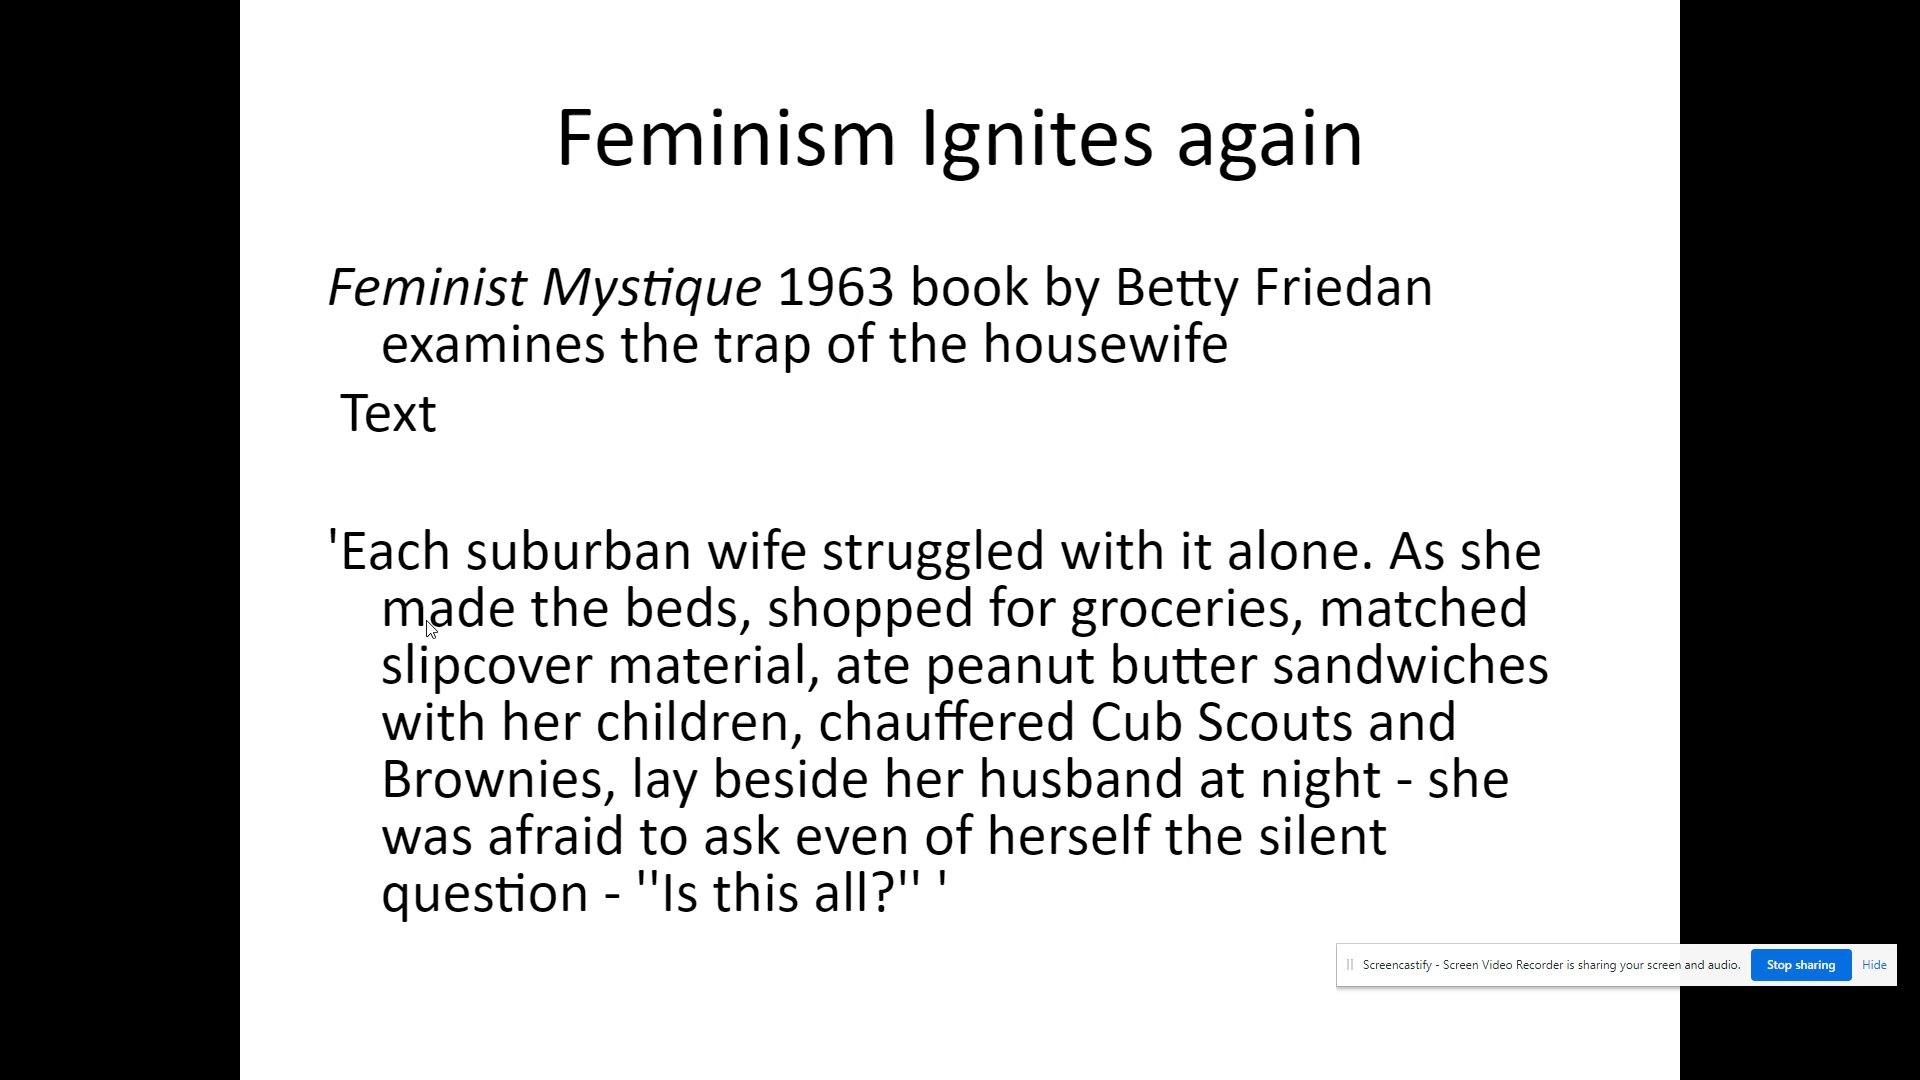 Feminism Ignites again
Feminist Mystique 1963 book by Betty Friedan
examines the trap of the housewife
Text
'Each suburban wife struggled with it alone. As she
made the beds, shopped for groceries, matched
slipcover material, ate peanut butter sandwiches
with her children, chauffered Cub Scouts and
Brownies, lay beside her husband at night - she
was afraid to ask even of herself the silent
question - ''Is this all?'' '
Screencastify - Screen Video Recorder is sharing your screen and audio. Stop sharing Hide